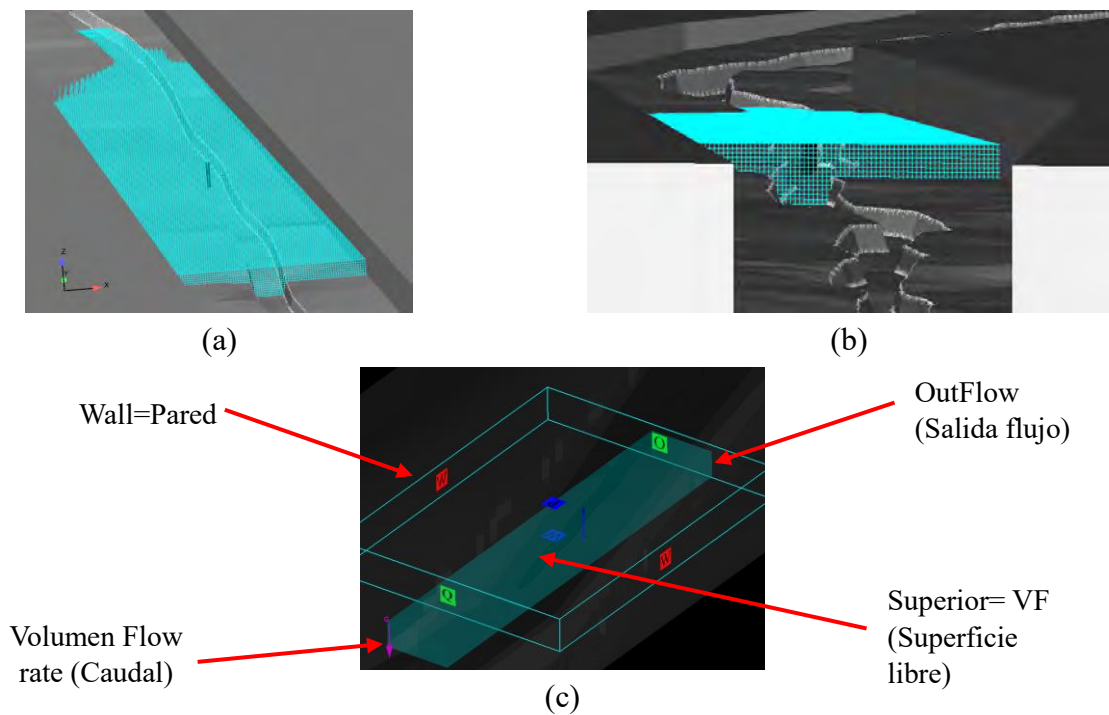 z
Y
x
(a)
(b)
Wall=Pared
OutFlow
(Salida flujo)
W
O
W
Q
G
Superior= VF
(Superficie
libre)
Volumen Flow
rate (Caudal)
(c)